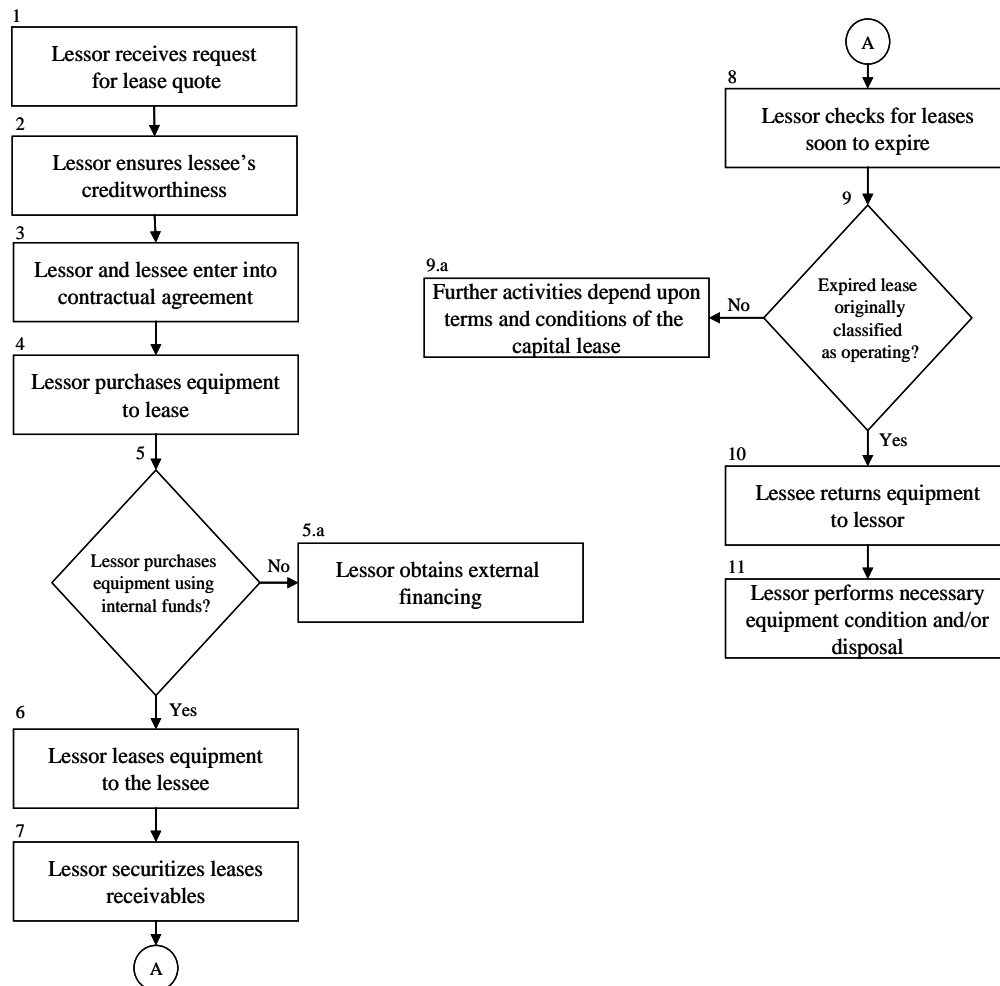 1
Lessor receives request
for lease quote
2
Lessor ensures lessee’s
creditworthiness
3
Lessor and lessee enter into
contractual agreement
4
Lessor purchases equipment
to lease
5
Lessor purchases
equipment using
internal funds?
No
5.a
Lessor obtains external
financing
Yes
6
Lessor leases equipment
to the lessee
7
Lessor securitizes leases
receivables
A
A
8
Lessor checks for leases
soon to expire
9
Expired lease
originally
classified
as operating?
No
9.a
Further activities depend upon
terms and conditions of the
capital lease
Yes
10
Lessee returns equipment
to lessor
11
Lessor performs necessary
equipment condition and/or
disposal